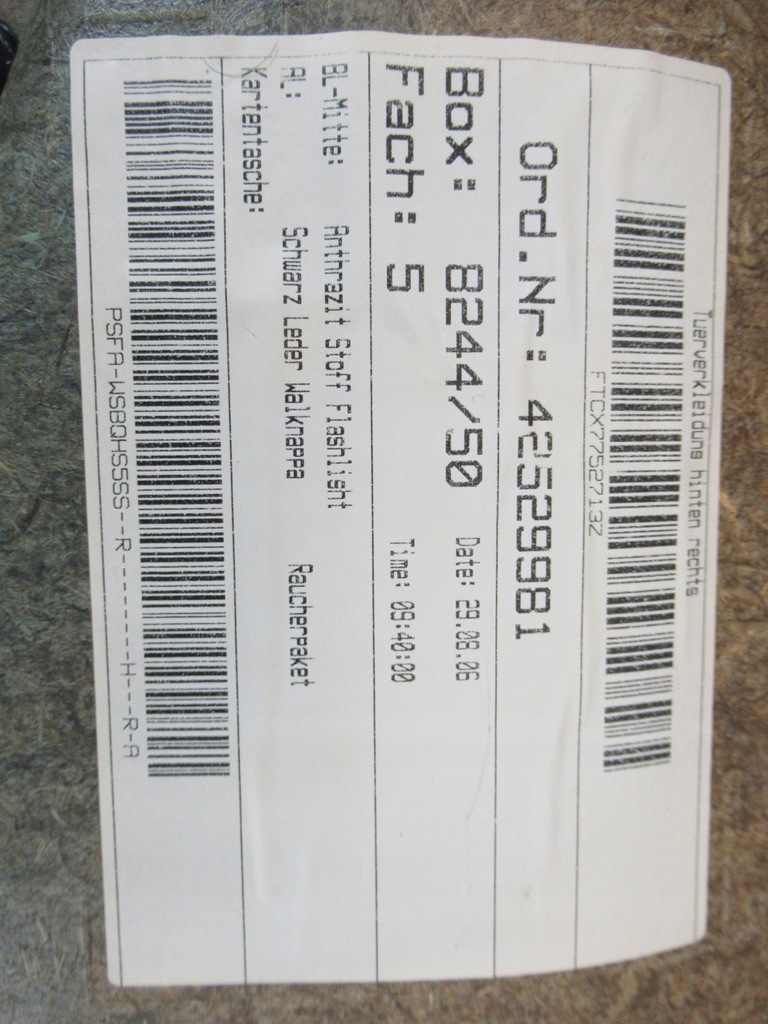 Tuerverkleidung hinten rechts
FTCX7752713Z
Ord.Nr: 42529981
Box: 8244/50 Date: 29.08.06
Fach: 5 Time: 09:40:00
BL-Mitte: Anthrazit Stoff Flashlight
AL: Schwarz Leder Walknappa Raucherpaket
Kartentasche:
PSFA-WSBQHS5SS--R-------H---R-A